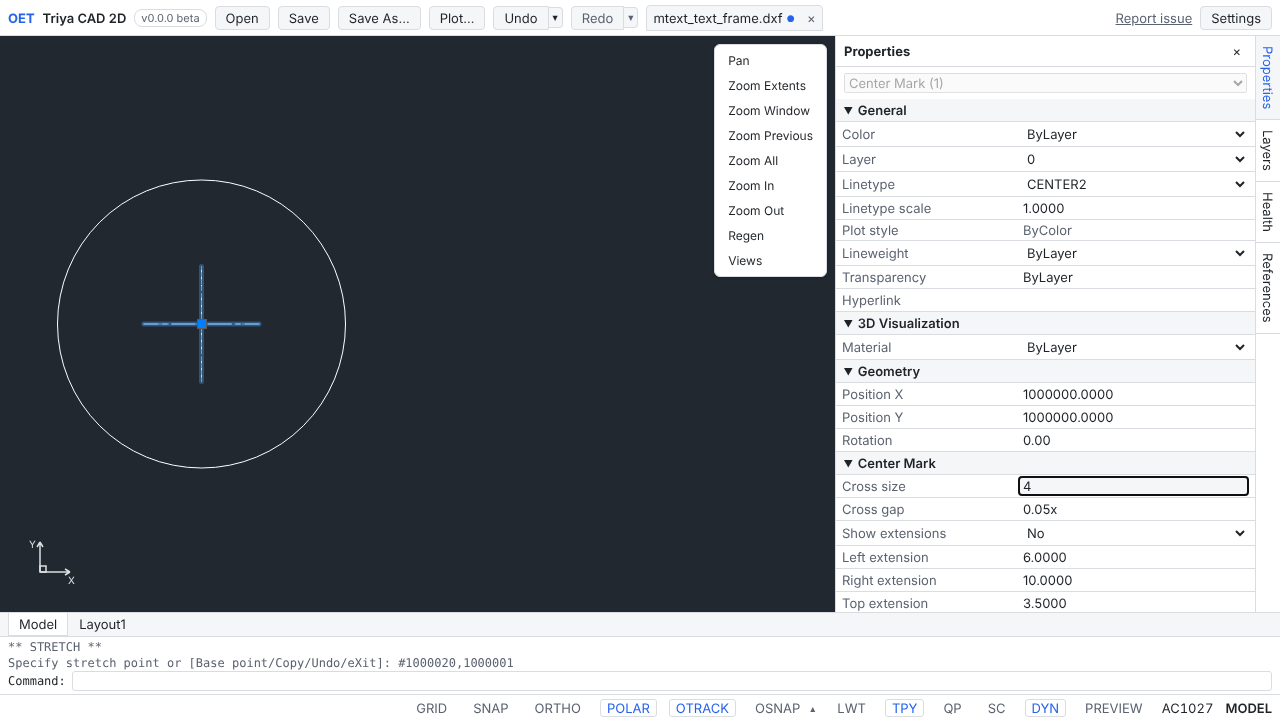 OET Triya CAD 2D v0.0.0 beta Open Save Save As... Plot... Undo ▾ Redo ▾ mtext_text_frame.dxf × Report issue Settings
Pan
Zoom Extents
Zoom Window
Zoom Previous
Zoom All
Zoom In
Zoom Out
Regen
Views
Y
X
Properties ×
Center Mark (1)
General
Color ByLayer
Layer 0
Linetype CENTER2
Linetype scale 1.0000
Plot style ByColor
Lineweight ByLayer
Transparency ByLayer
Hyperlink
3D Visualization
Material ByLayer
Geometry
Position X 1000000.0000
Position Y 1000000.0000
Rotation 0.00
Center Mark
Cross size 4
Cross gap 0.05x
Show extensions No
Left extension 6.0000
Right extension 10.0000
Top extension 3.5000
Properties
Layers
Health
References
Model Layout1
** STRETCH **
Specify stretch point or [Base point/Copy/Undo/eXit]: #1000020,1000001
Command:
GRID SNAP ORTHO POLAR OTRACK OSNAP ▴ LWT TPY QP SC DYN PREVIEW AC1027 MODEL